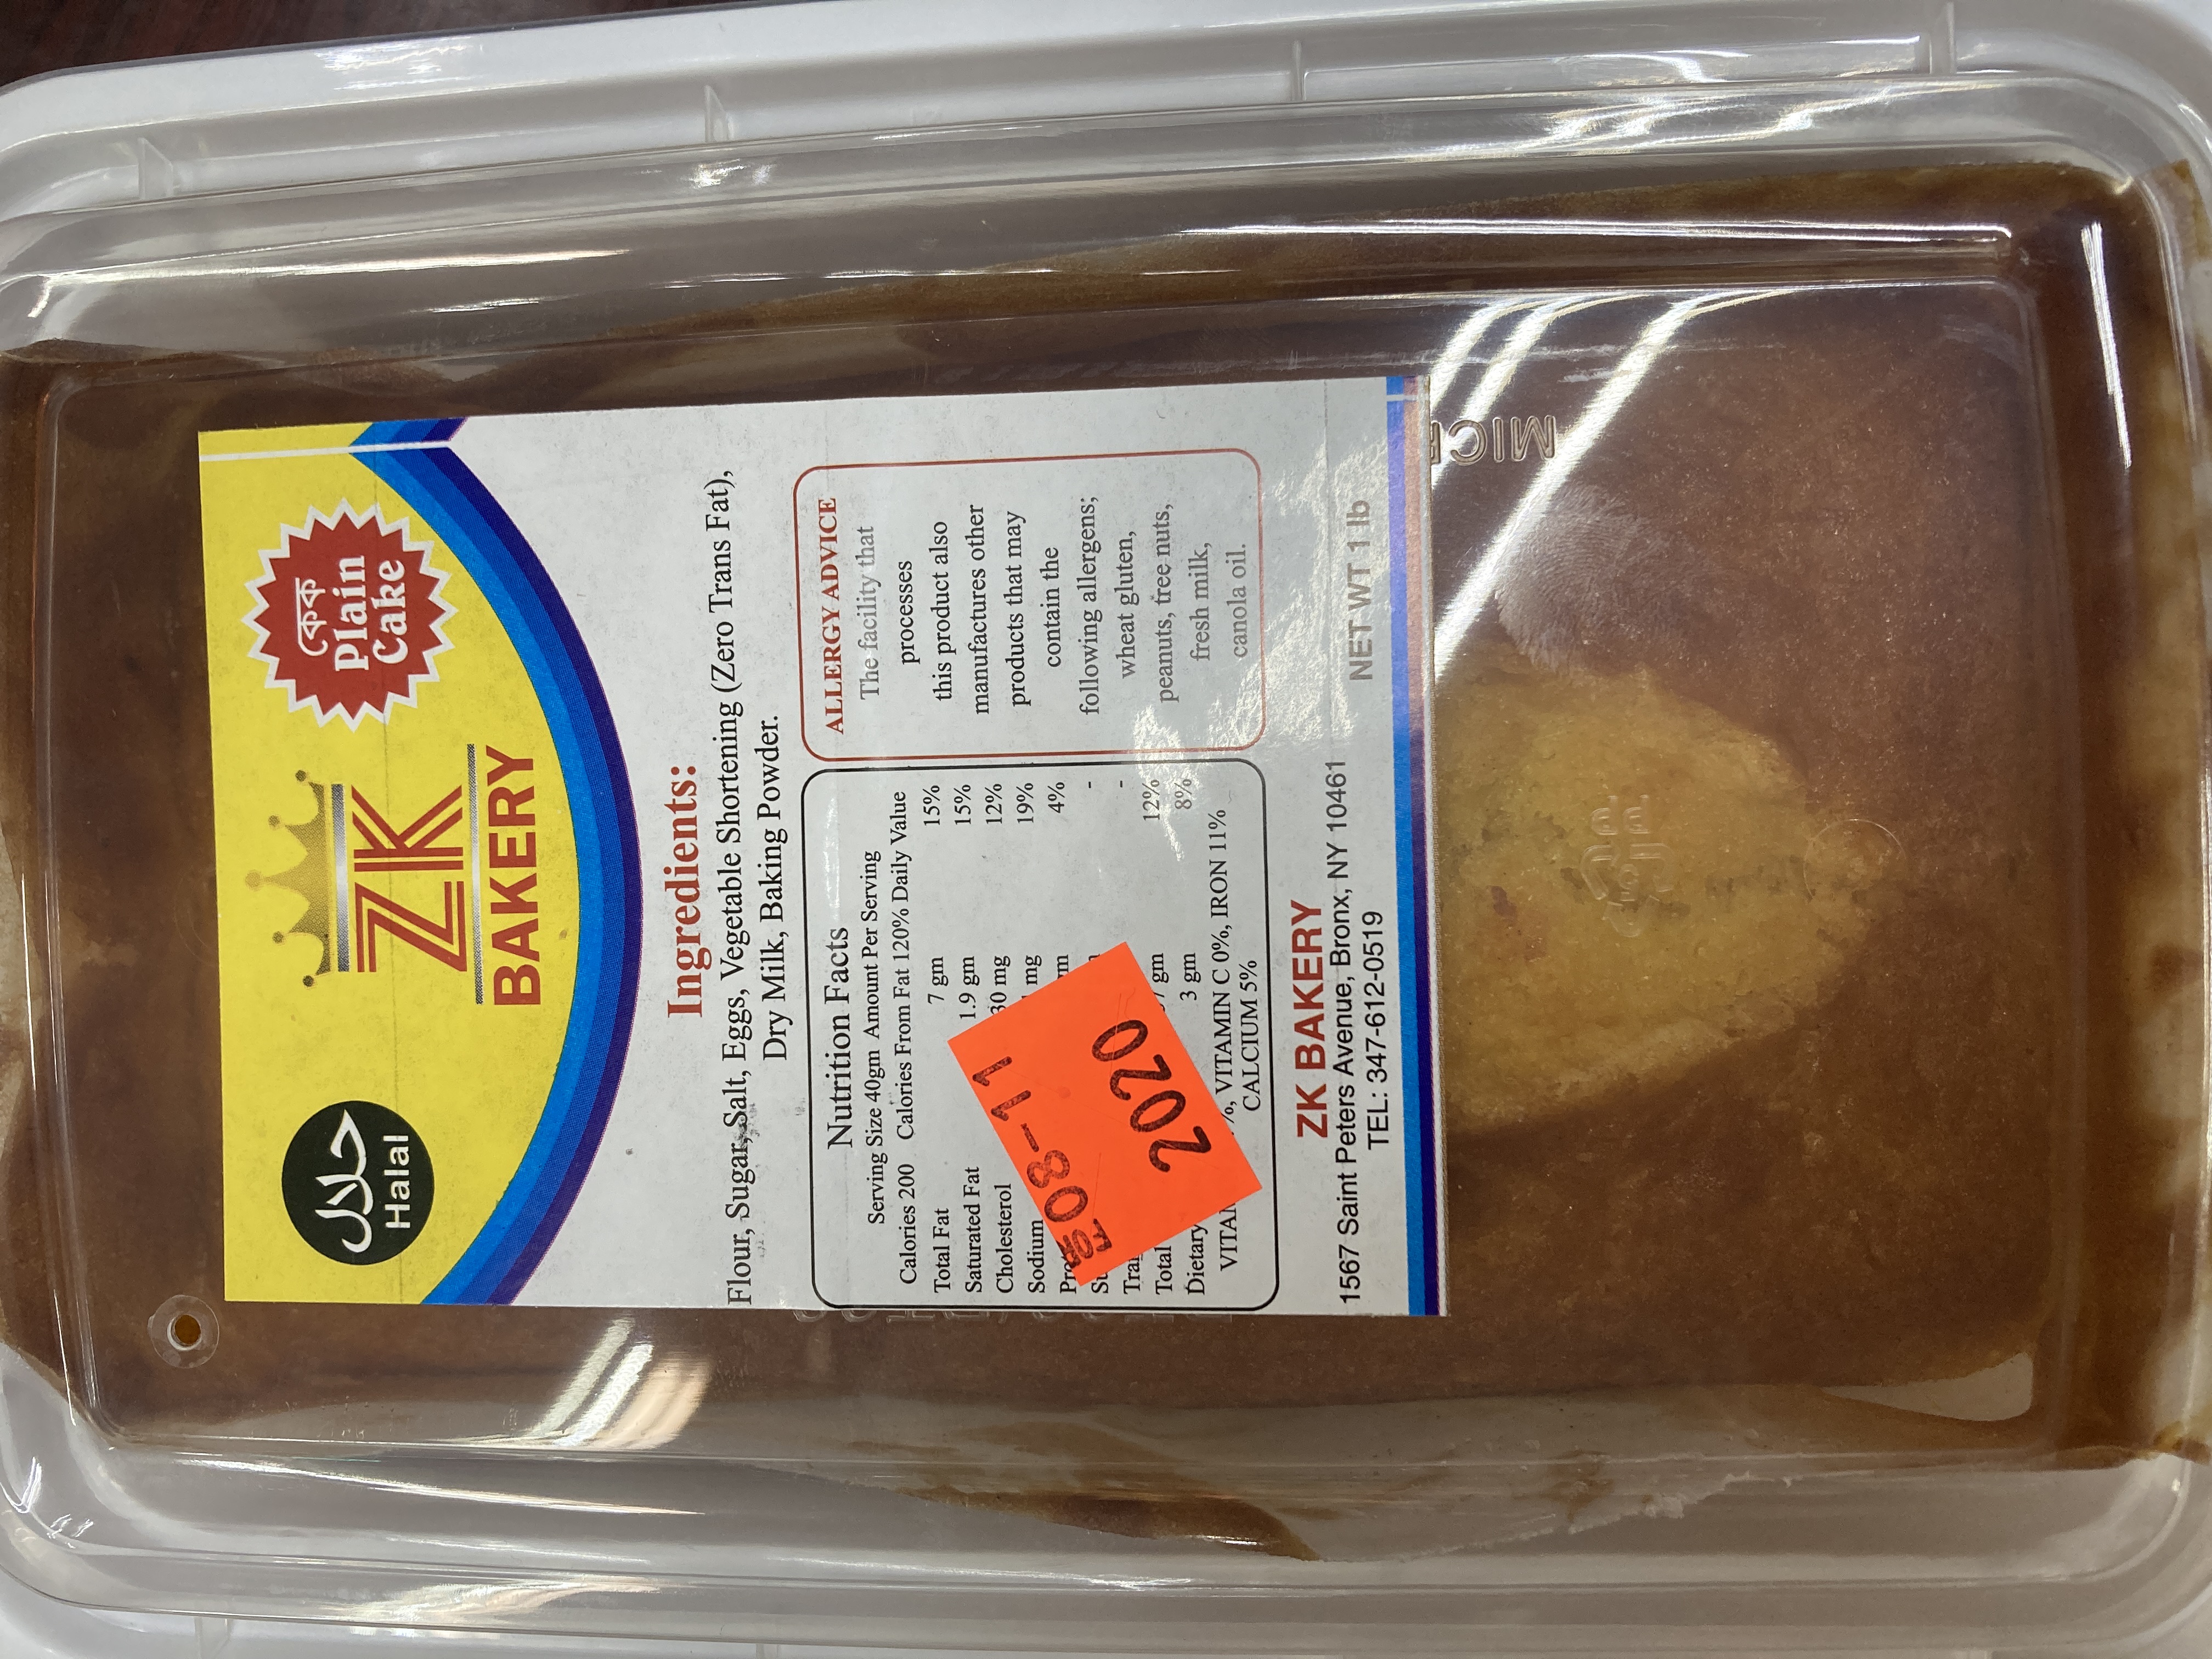 حلال
Halal
ZK
BAKERY
কেক
Plain
Cake
Ingredients:
Flour, Sugar, Salt, Eggs, Vegetable Shortening (Zero Trans Fat),
Dry Milk, Baking Powder.
Nutrition Facts
Serving Size 40gm Amount Per Serving
Calories 200 Calories From Fat 120% Daily Value
Total Fat 7 gm 15%
Saturated Fat 1.9 gm 15%
Cholesterol 30 mg 12%
Sodium mg 19%
4%
-
-
Total gm 12%
Dietary 3 gm 8%
VITAMIN C 0%, IRON 11%
CALCIUM 5%
08-11
2020
ALLERGY ADVICE
The facility that
processes
this product also
manufactures other
products that may
contain the
following allergens;
wheat gluten,
peanuts, tree nuts,
fresh milk,
canola oil.
ZK BAKERY
1567 Saint Peters Avenue, Bronx, NY 10461
TEL: 347-612-0519
NET WT 1 lb